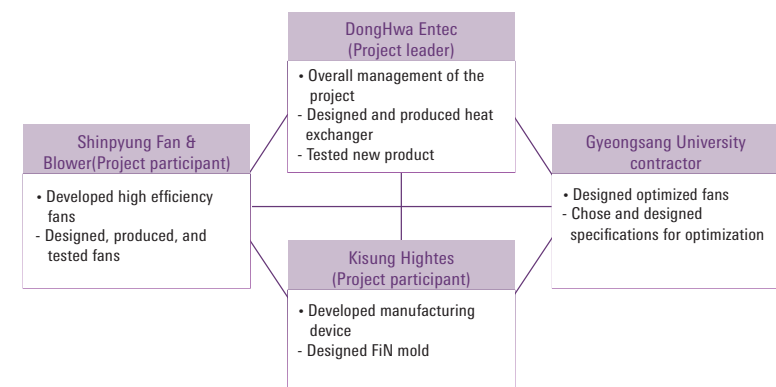 DongHwa Entec
(Project leader)
• Overall management of the
project
- Designed and produced heat
exchanger
- Tested new product
Shinpyung Fan &
Blower(Project participant)
• Developed high efficiency
fans
- Designed, produced, and
tested fans
Gyeongsang University
contractor
• Designed optimized fans
- Chose and designed
specifications for optimization
Kisung Hightes
(Project participant)
• Developed manufacturing
device
- Designed FiN mold